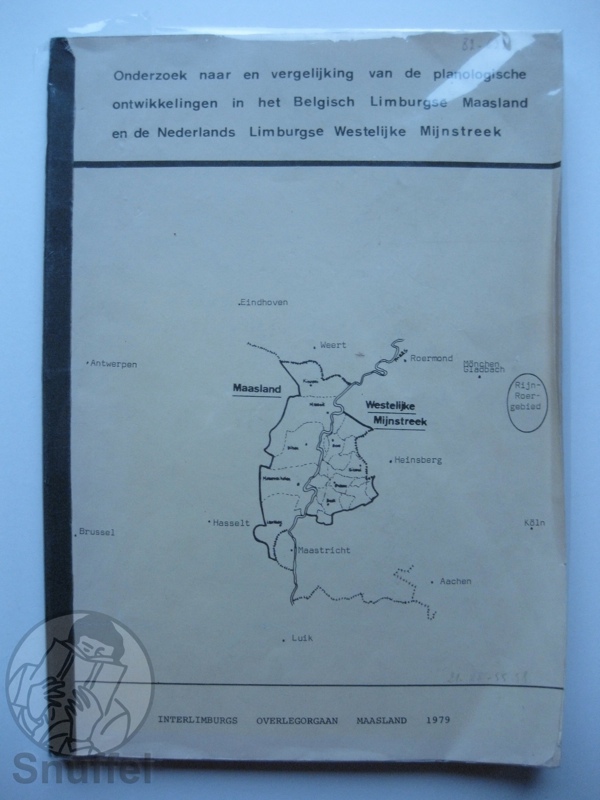 Onderzoek naar en vergelijking van de planologische
ontwikkelingen in het Belgisch Limburgse Maasland
en de Nederlands Limburgse Westelijke Mijnstreek
Eindhoven
Weert
Roermond
Antwerpen
Mönchen
Gladbach
Rijn-
Roer-
gebied
Maasland
Westelijke
Mijnstreek
Heinsberg
Hasselt
Brussel
Köln
Maastricht
Aachen
Luik
INTERLIMBURGS OVERLEGORGAAN MAASLAND 1979
Snuffel